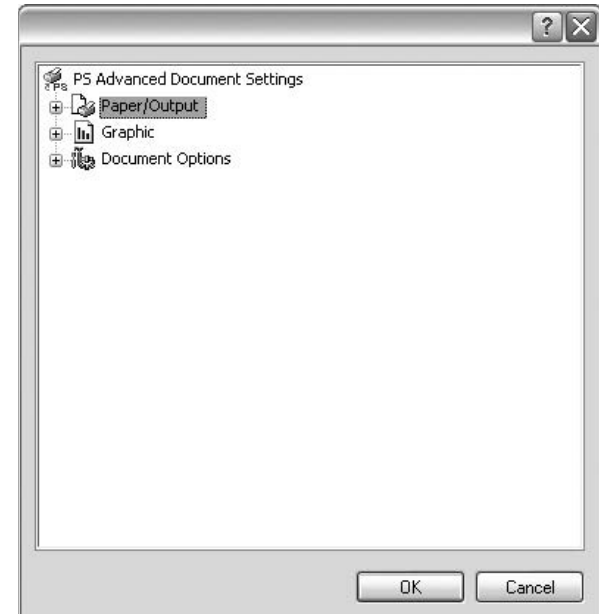 PS Advanced Document Settings
Paper/Output
Graphic
Document Options
OK Cancel